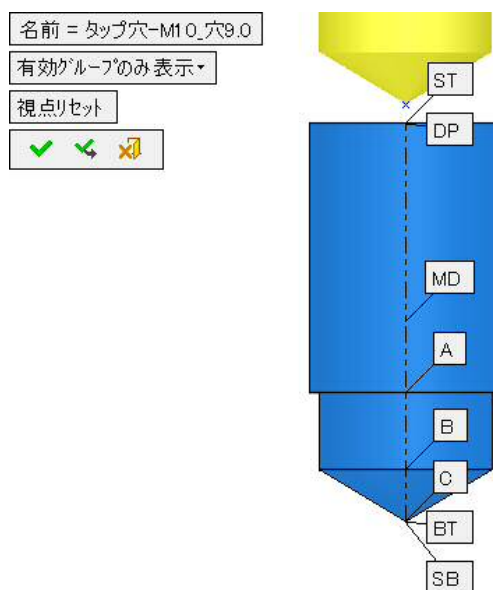 名前 = タップ穴-M10_穴9.0
有効グループのみ表示▾
視点リセット
ST
DP
MD
A
B
C
BT
SB